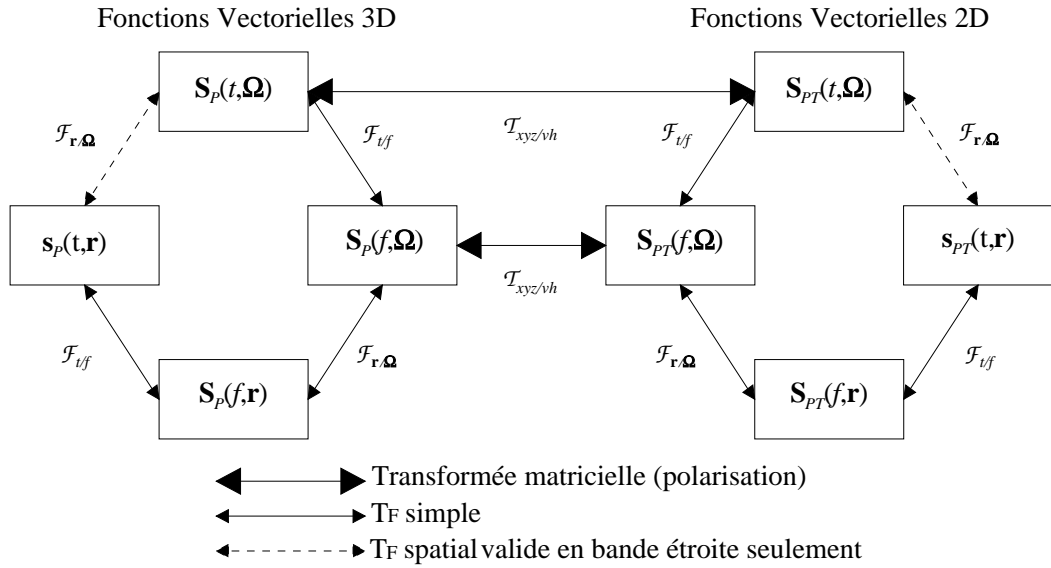 Fonctions Vectorielles 3D
Fonctions Vectorielles 2D
S_P(t,Ω)
S_PT(t,Ω)
𝓕_r/Ω
𝓕_t/f
𝒯_xyz/vh
𝓕_t/f
𝓕_r/Ω
s_P(t,r)
S_P(f,Ω)
S_PT(f,Ω)
s_PT(t,r)
𝒯_xyz/vh
𝓕_t/f
𝓕_r/Ω
𝓕_r/Ω
𝓕_t/f
S_P(f,r)
S_PT(f,r)
Transformée matricielle (polarisation)
TF simple
TF spatial valide en bande étroite seulement